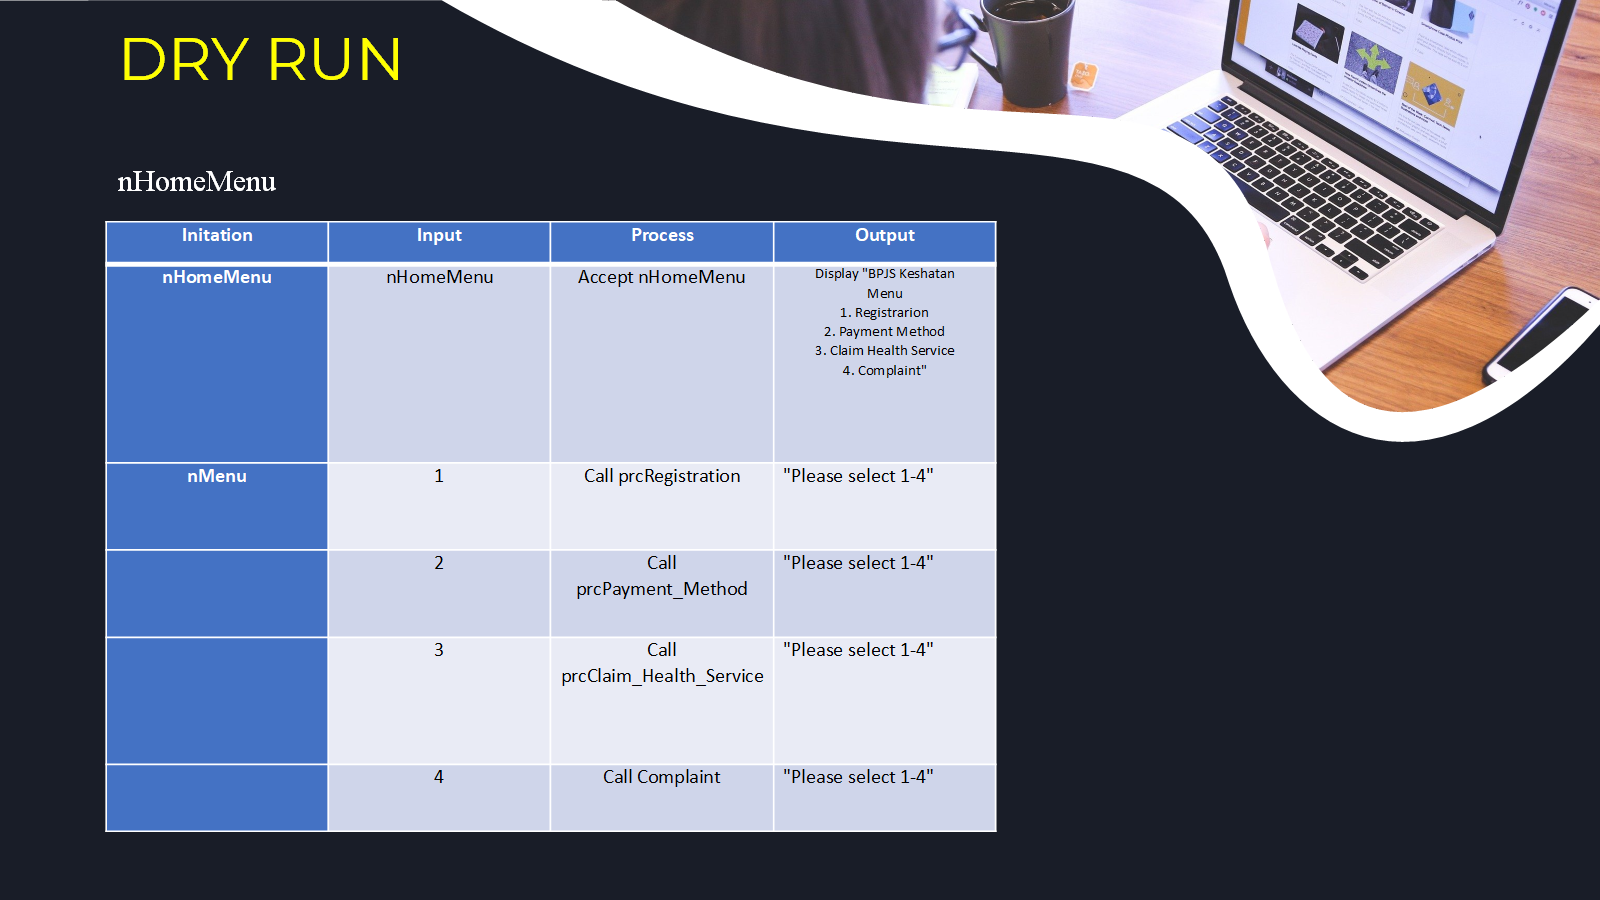 DRY RUN
nHomeMenu
Initation Input Process Output
nHomeMenu nHomeMenu Accept nHomeMenu Display "BPJS Keshatan
Menu
1. Registrarion
2. Payment Method
3. Claim Health Service
4. Complaint"
nMenu 1 Call prcRegistration "Please select 1-4"
2 Call "Please select 1-4"
prcPayment_Method
3 Call "Please select 1-4"
prcClaim_Health_Service
4 Call Complaint "Please select 1-4"